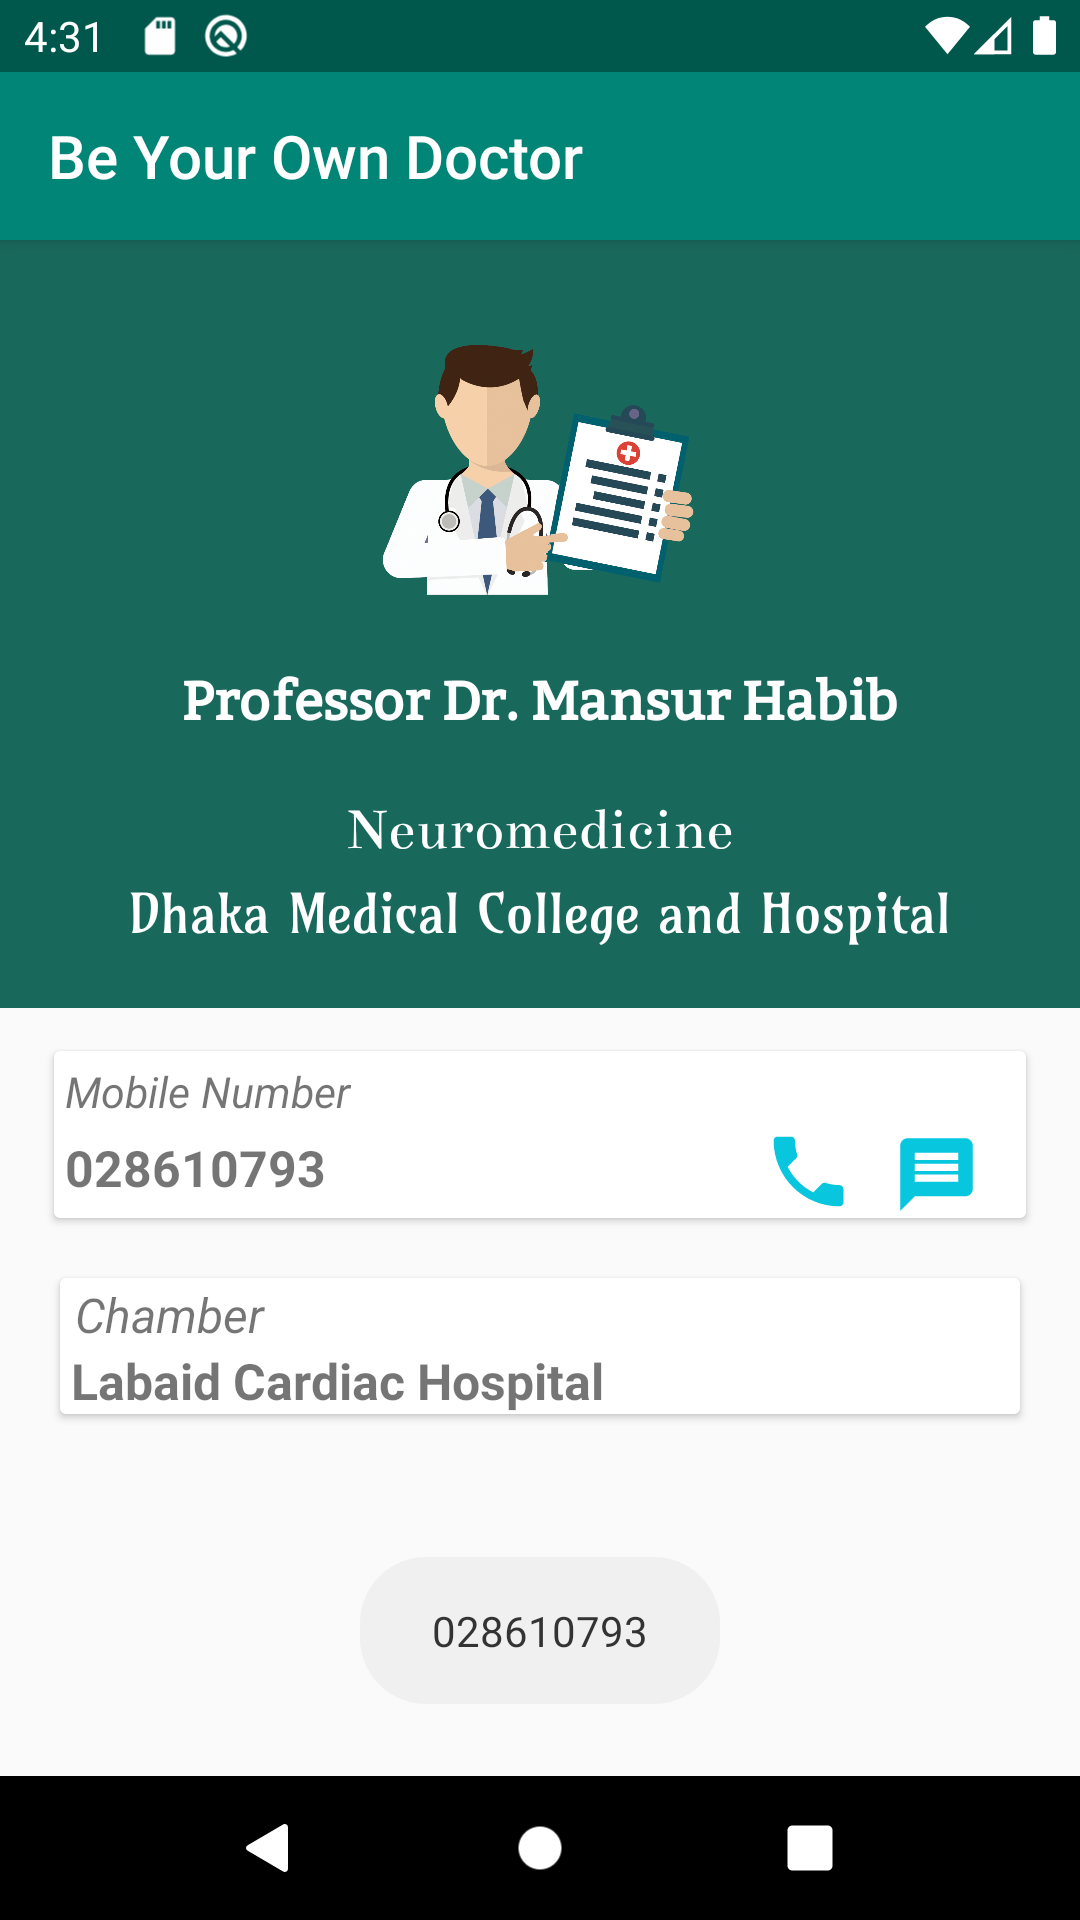 4:31
Be Your Own Doctor
Professor Dr. Mansur Habib
Neuromedicine
Dhaka Medical College and Hospital
Mobile Number
028610793
Chamber
Labaid Cardiac Hospital
028610793